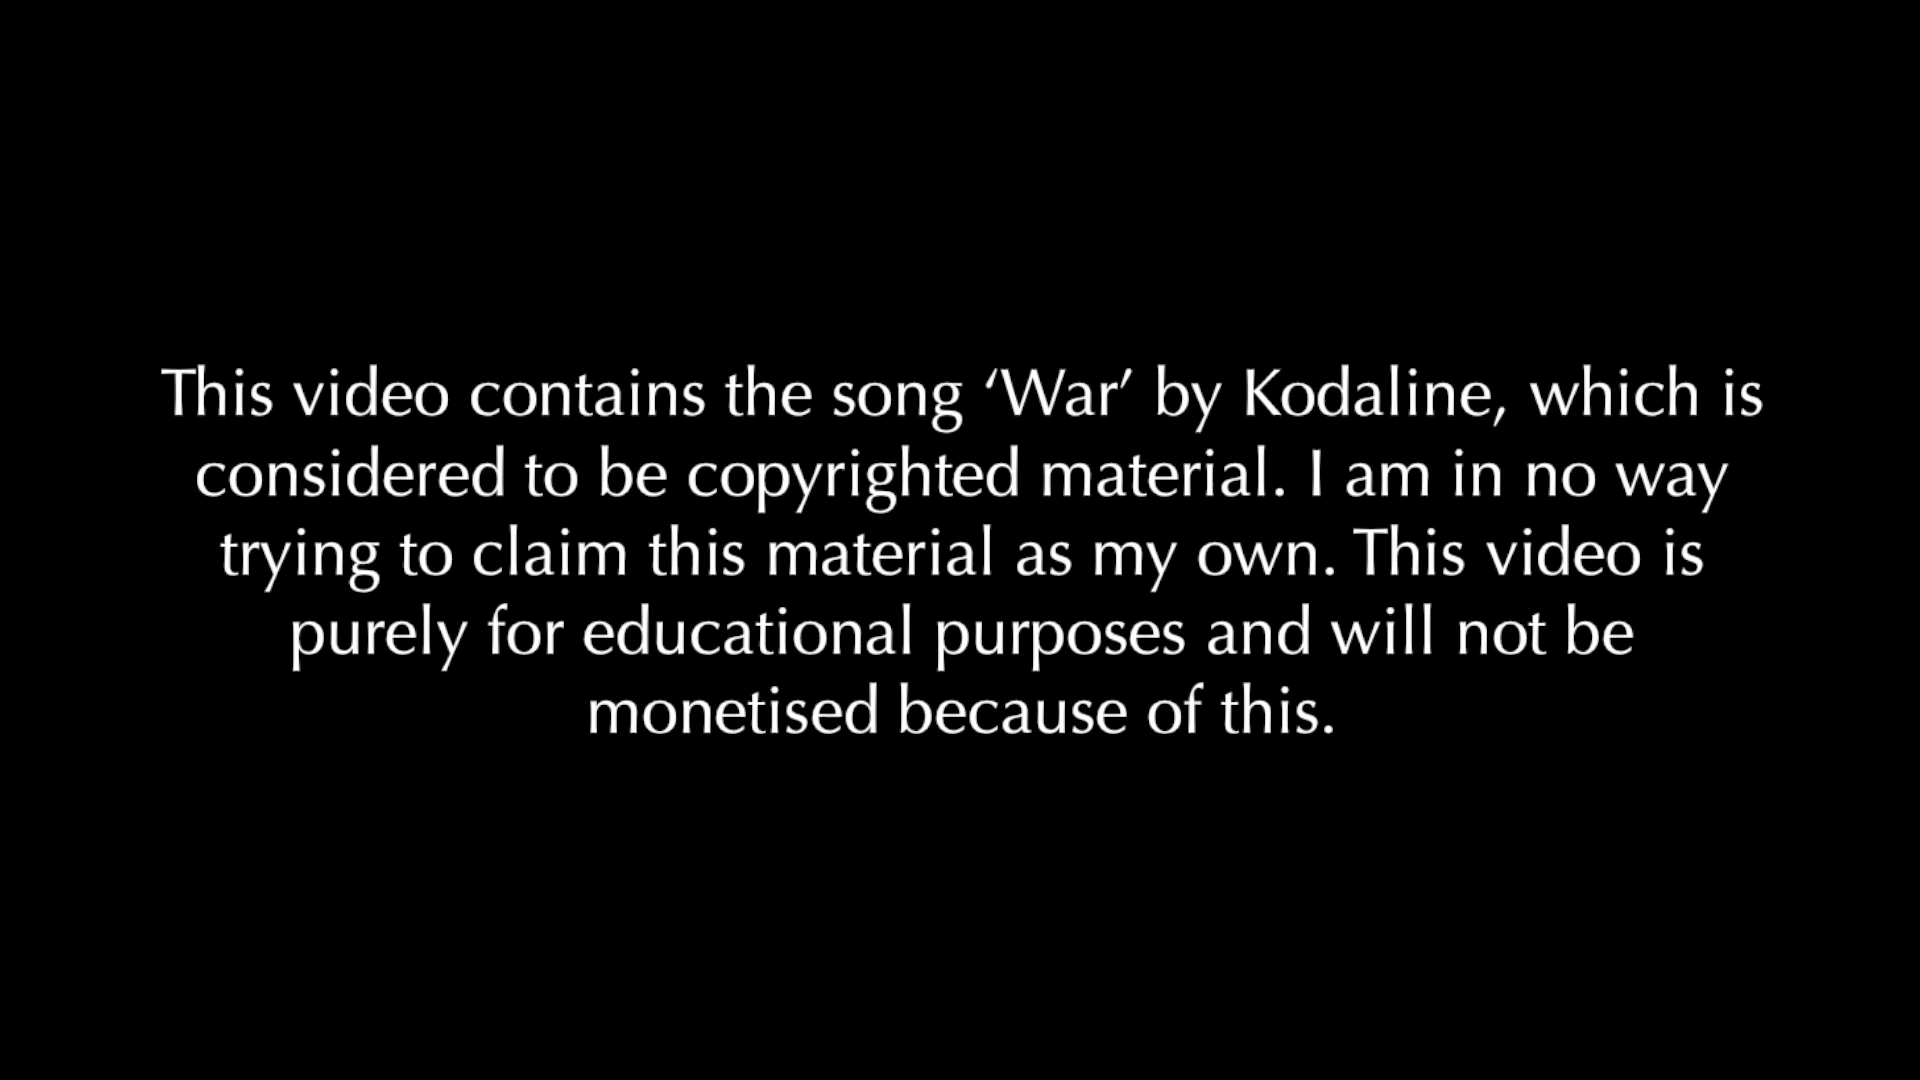 This video contains the song ‘War’ by Kodaline, which is
considered to be copyrighted material. I am in no way
trying to claim this material as my own. This video is
purely for educational purposes and will not be
monetised because of this.